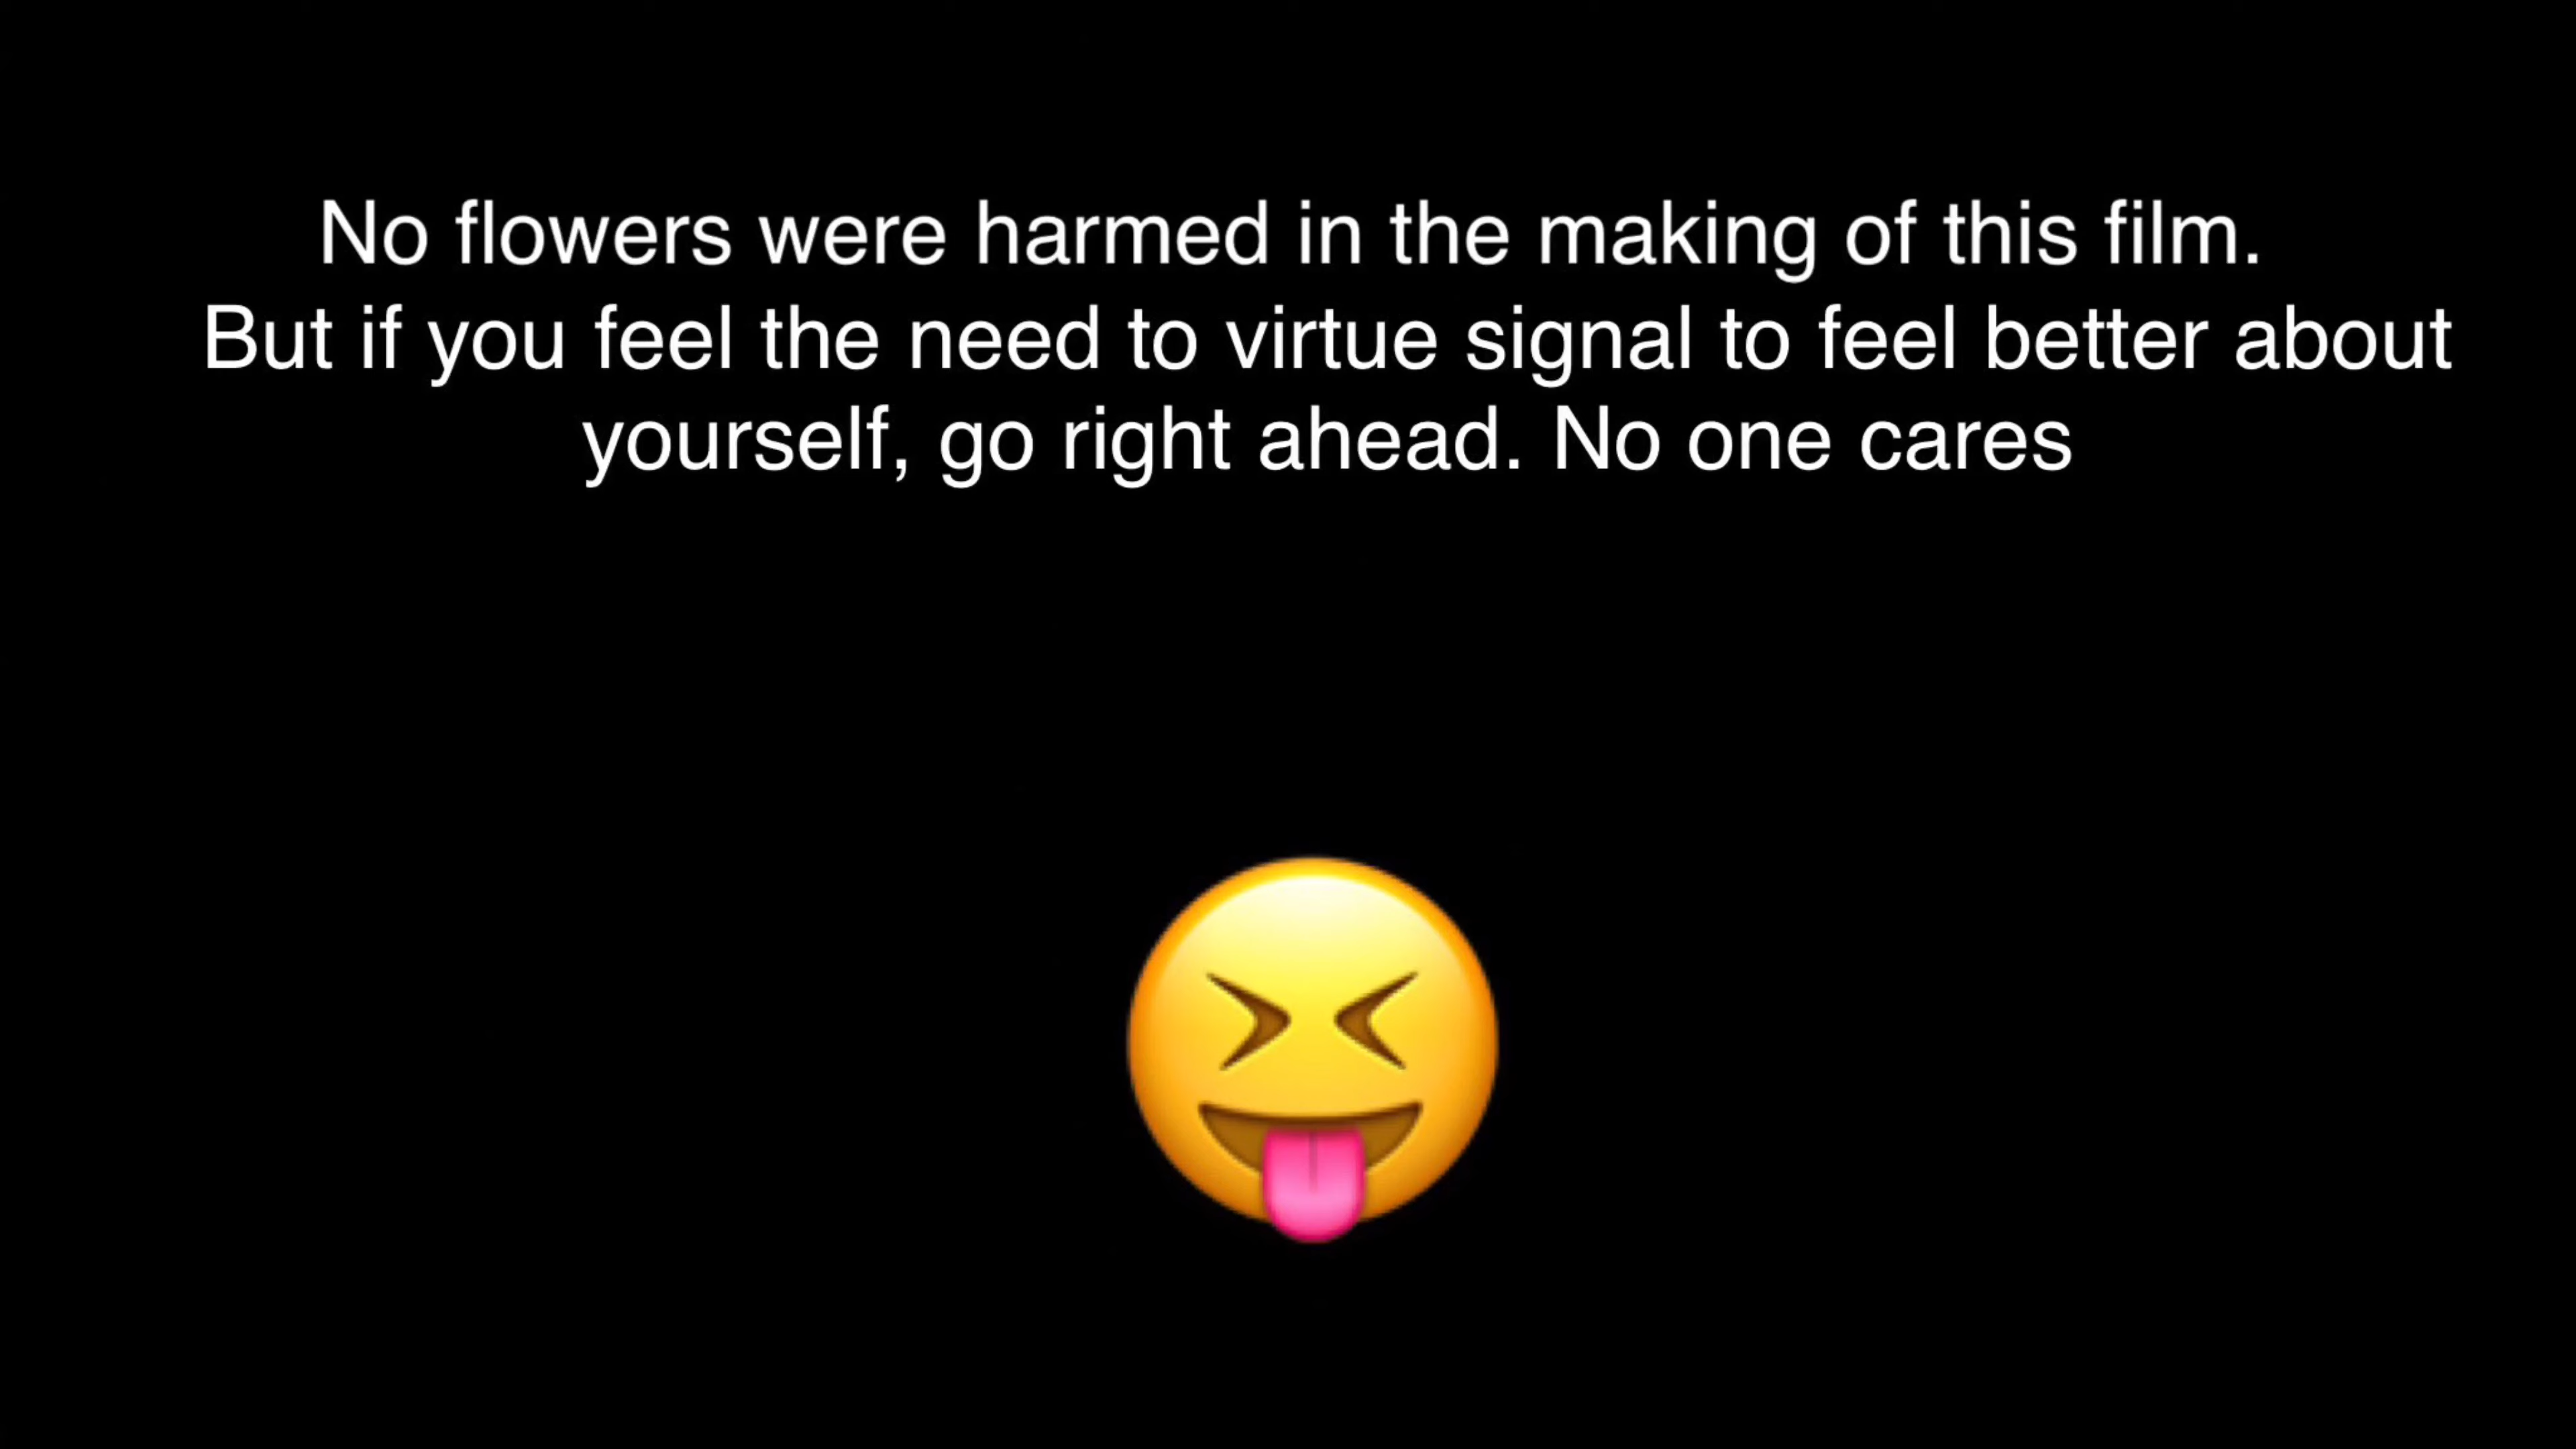 No flowers were harmed in the making of this film.
But if you feel the need to virtue signal to feel better about
yourself, go right ahead. No one cares